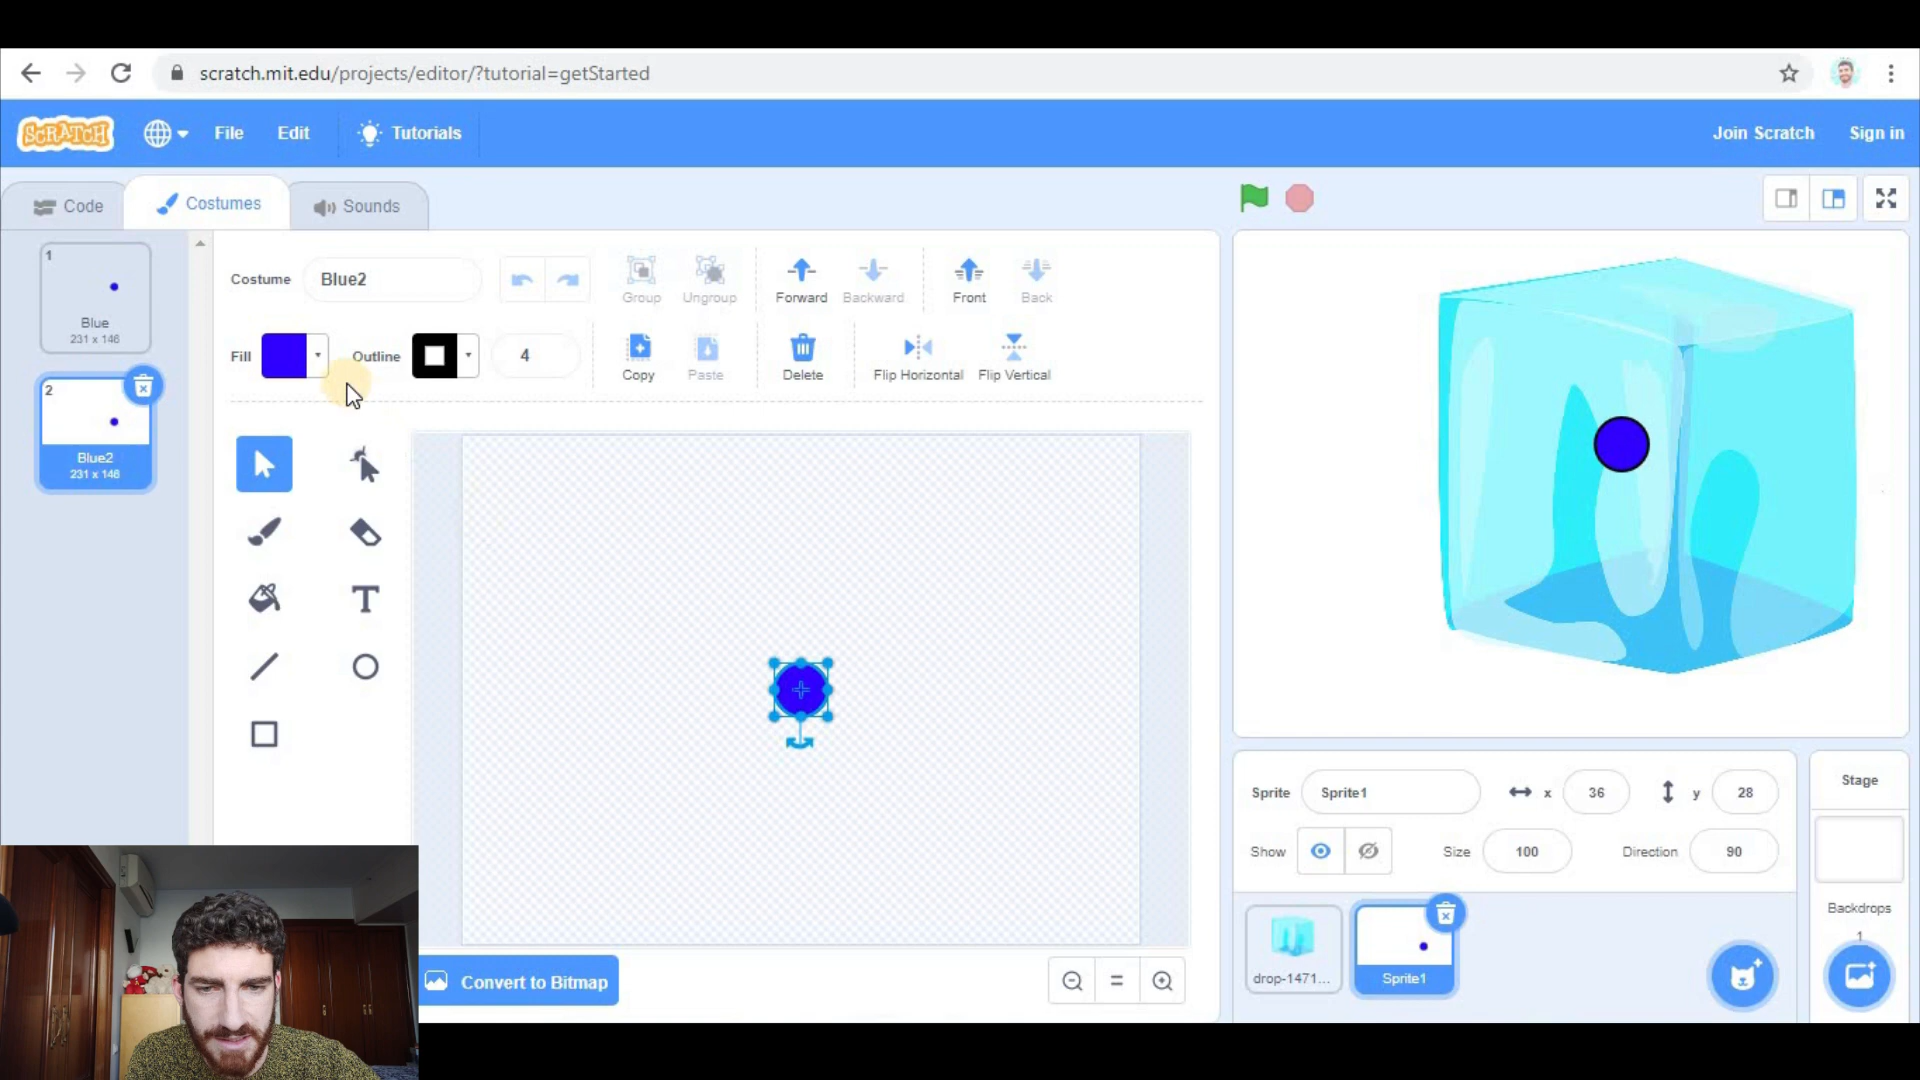 scratch.mit.edu/projects/editor/?tutorial=getStarted
SCRATCH
File
Edit
Tutorials
Join Scratch
Sign in
Code
Costumes
Sounds
1
Blue
231 x 146
2
Blue2
231 x 146
Costume
Blue2
Group
Ungroup
Forward
Backward
Front
Back
Fill
Outline
4
Copy
Paste
Delete
Flip Horizontal
Flip Vertical
T
Convert to Bitmap
Sprite
Sprite1
x
36
y
28
Show
Size
100
Direction
90
drop-1471...
Sprite1
Stage
Backdrops
1